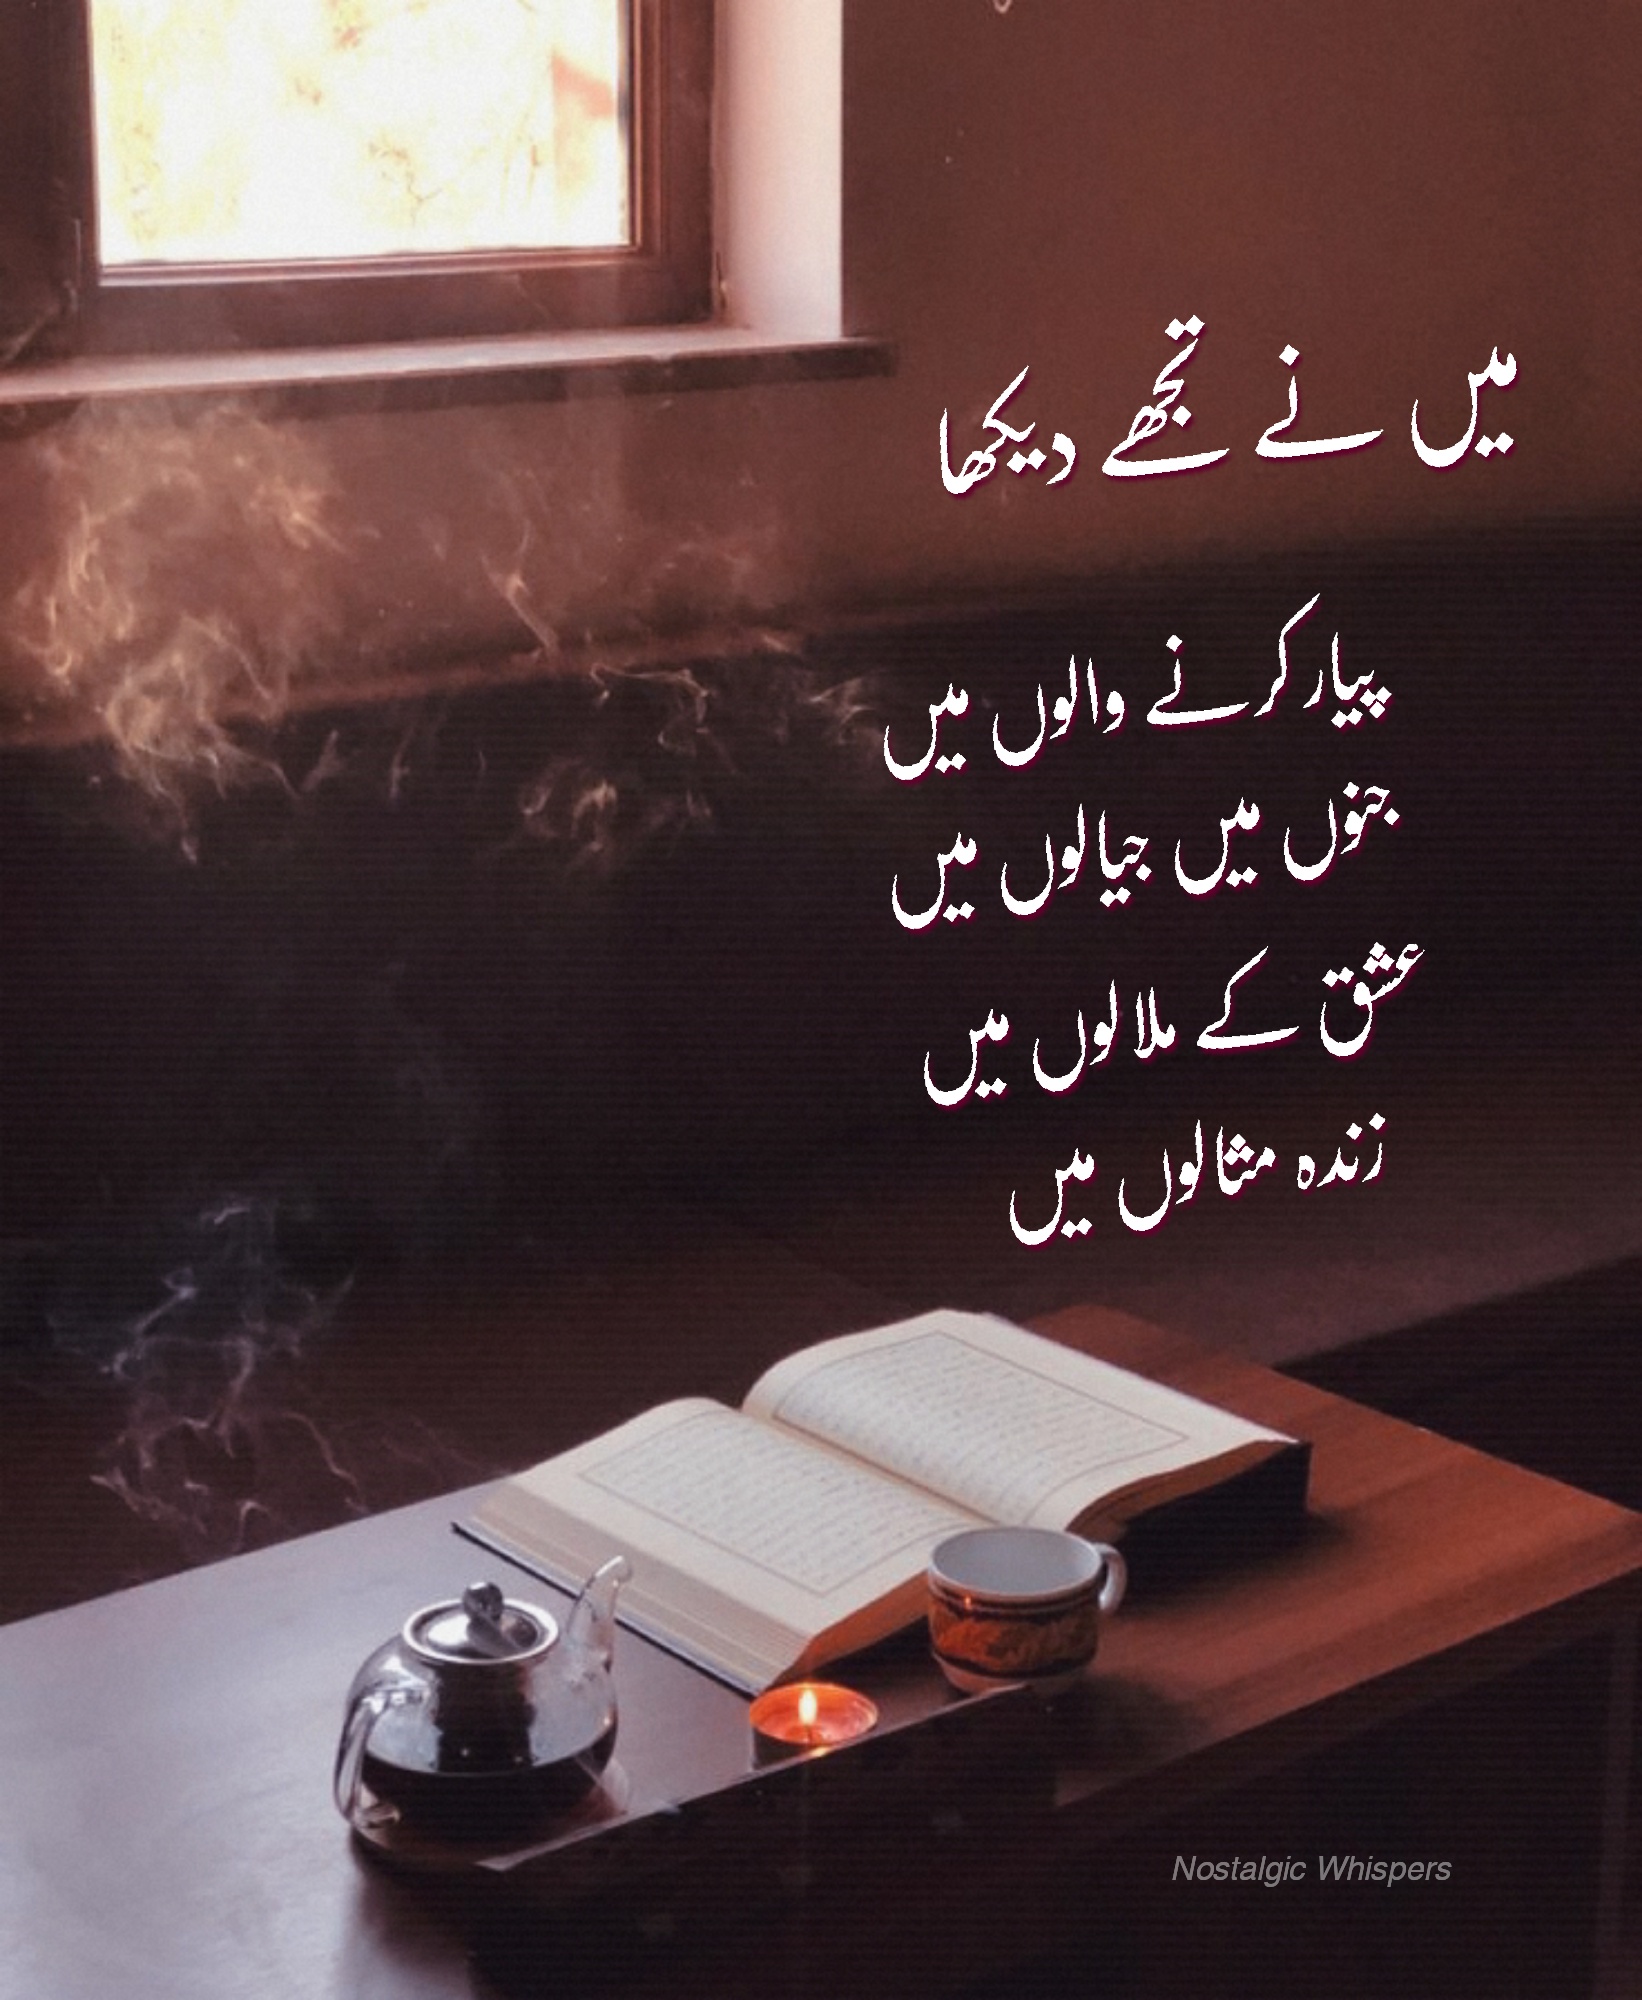 میں نے تجھے دیکھا
پیار کرنے والوں میں
جنوں میں جیالوں میں
عشق کے ملالوں میں
زندہ مثالوں میں
Nostalgic Whispers